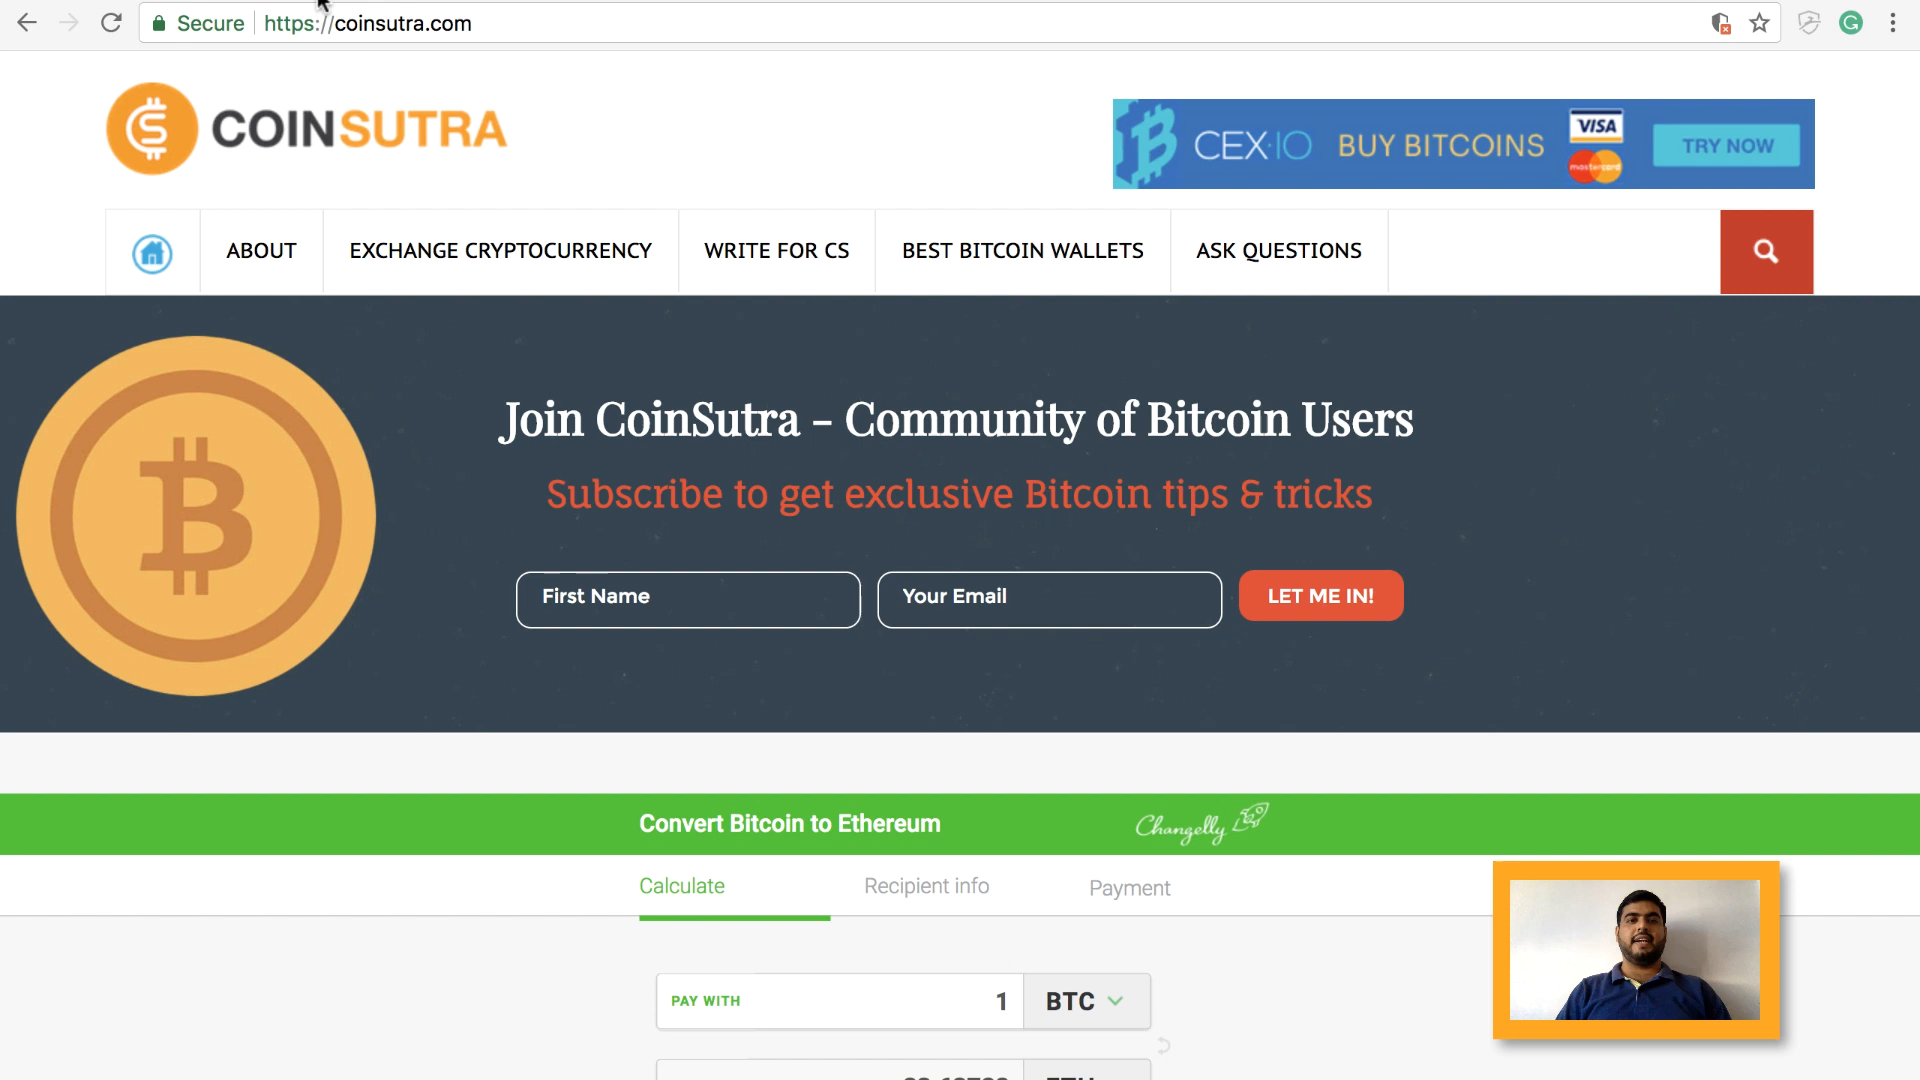 Secure https://coinsutra.com
COINSUTRA
CEX.IO BUY BITCOINS VISA mastercard TRY NOW
ABOUT EXCHANGE CRYPTOCURRENCY WRITE FOR CS BEST BITCOIN WALLETS ASK QUESTIONS
Join CoinSutra – Community of Bitcoin Users
Subscribe to get exclusive Bitcoin tips & tricks
First Name Your Email LET ME IN!
Convert Bitcoin to Ethereum Changelly
Calculate Recipient info Payment
PAY WITH 1 BTC